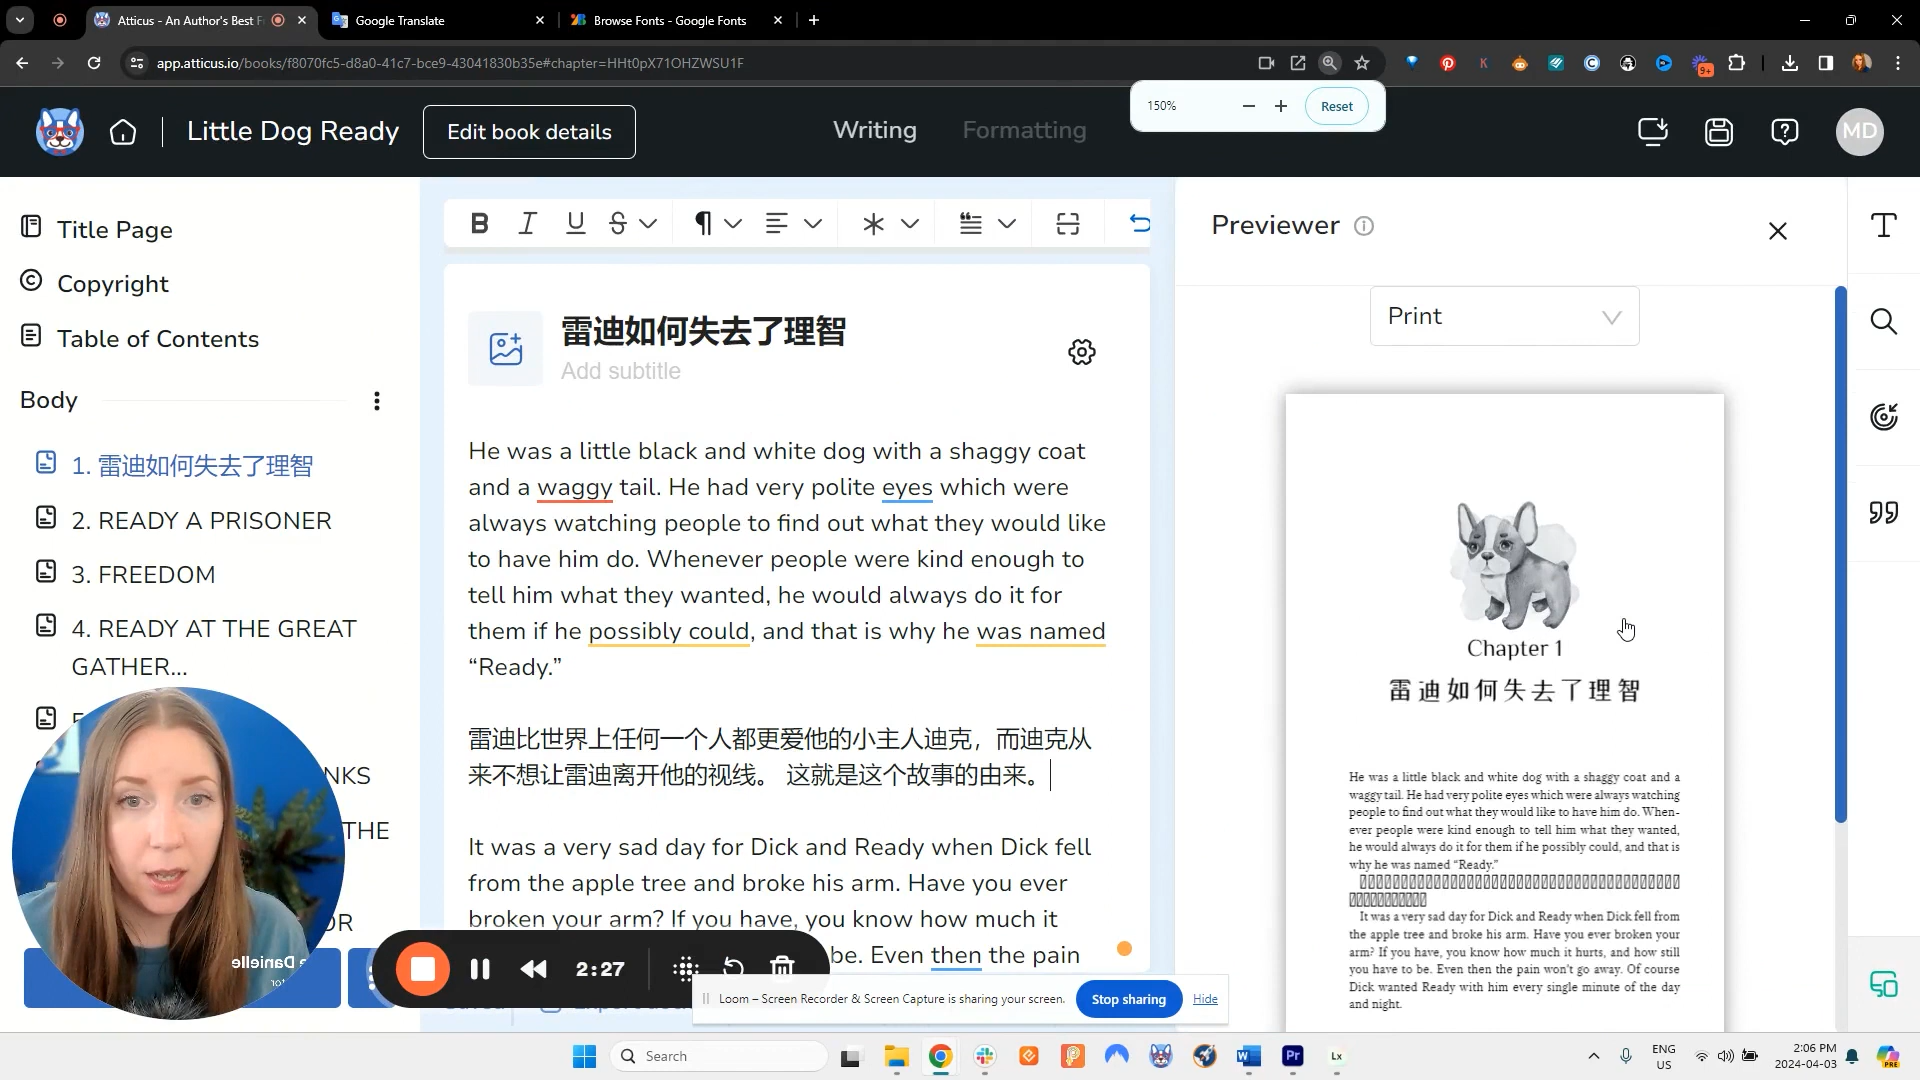 Atticus - An Author's Best F
Google Translate
Browse Fonts - Google Fonts
app.atticus.io/books/f8070fc5-d8a0-41c7-bce9-43041830b35e#chapter=HHt0pX71OHZWSU1F
9+
150%
Reset
Little Dog Ready
Edit book details
Writing
Formatting
MD
Title Page
Copyright
Table of Contents
Body
1. 雷迪如何失去了理智
2. READY A PRISONER
3. FREEDOM
4. READY AT THE GREAT
GATHER...
NKS
THE
OR
雷迪如何失去了理智
Add subtitle
He was a little black and white dog with a shaggy coat
and a waggy tail. He had very polite eyes which were
always watching people to find out what they would like
to have him do. Whenever people were kind enough to
tell him what they wanted, he would always do it for
them if he possibly could, and that is why he was named
“Ready.”
雷迪比世界上任何一个人都更爱他的小主人迪克，而迪克从
来不想让雷迪离开他的视线。 这就是这个故事的由来。
It was a very sad day for Dick and Ready when Dick fell
from the apple tree and broke his arm. Have you ever
broken your arm? If you have, you know how much it
be. Even then the pain
Previewer
Print
Chapter 1
雷迪如何失去了理智
He was a little black and white dog with a shaggy coat and a
waggy tail. He had very polite eyes which were always watching
people to find out what they would like to have him do. When-
ever people were kind enough to tell him what they wanted,
he would always do it for them if he possibly could, and that is
why he was named “Ready.”
It was a very sad day for Dick and Ready when Dick fell from
the apple tree and broke his arm. Have you ever broken your
arm? If you have, you know how much it hurts, and how still
you have to be. Even then the pain won't go away. Of course
Dick wanted Ready with him every single minute of the day
and night.
Danielle
2:27
Loom – Screen Recorder & Screen Capture is sharing your screen.
Stop sharing
Hide
Search
W
Pr
Lx
ENG
US
2:06 PM
2024-04-03
PRE